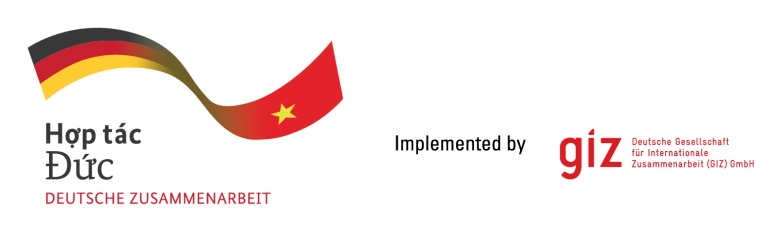 Hợp tác
Đức
DEUTSCHE ZUSAMMENARBEIT
Implemented by
giz
Deutsche Gesellschaft
für Internationale
Zusammenarbeit (GIZ) GmbH